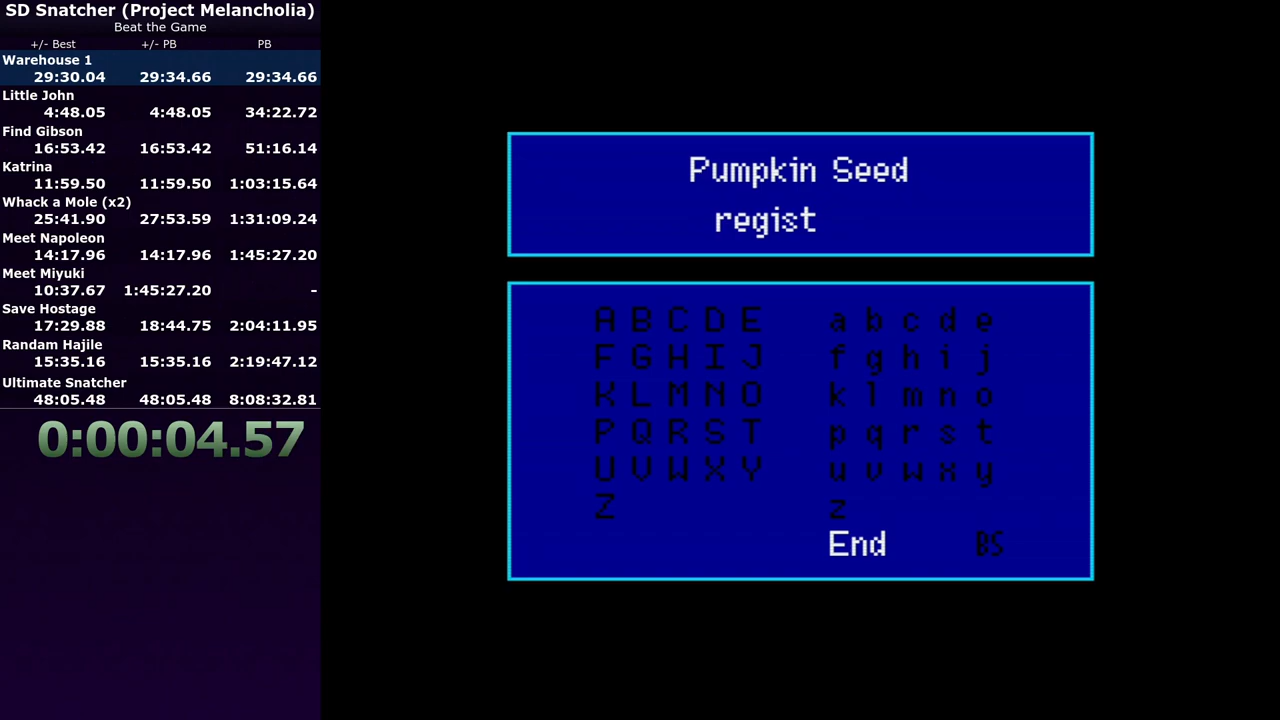 SD Snatcher (Project Melancholia)
Beat the Game
+/- Best +/- PB PB
Warehouse 1
29:30.04 29:34.66 29:34.66
Little John
4:48.05 4:48.05 34:22.72
Find Gibson
16:53.42 16:53.42 51:16.14
Katrina
11:59.50 11:59.50 1:03:15.64
Whack a Mole (x2)
25:41.90 27:53.59 1:31:09.24
Meet Napoleon
14:17.96 14:17.96 1:45:27.20
Meet Miyuki
10:37.67 1:45:27.20 -
Save Hostage
17:29.88 18:44.75 2:04:11.95
Randam Hajile
15:35.16 15:35.16 2:19:47.12
Ultimate Snatcher
48:05.48 48:05.48 8:08:32.81
0:00:04.57
Pumpkin Seed
regist
A B C D E a b c d e
F G H I J f g h i j
K L M N O k l m n o
P Q R S T p q r s t
U V W X Y u v w x y
Z z
End BS